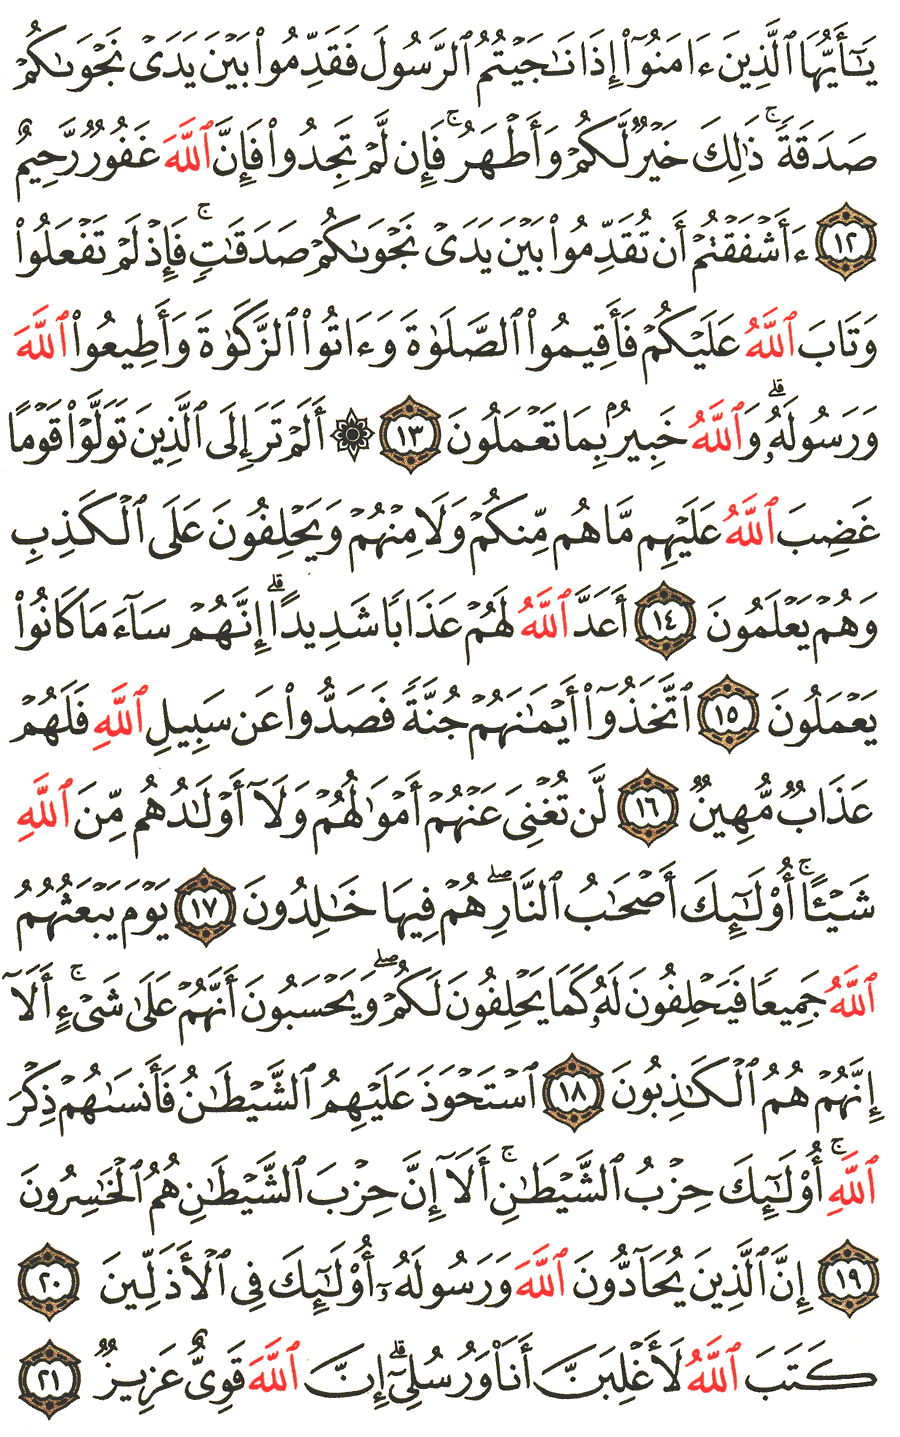 يَـٰٓأَيُّهَا ٱلَّذِينَ ءَامَنُوٓا۟ إِذَا نَـٰجَيْتُمُ ٱلرَّسُولَ فَقَدِّمُوا۟ بَيْنَ يَدَىْ نَجْوَىٰكُمْ
صَدَقَةً ۚ ذَٰلِكَ خَيْرٌ لَّكُمْ وَأَطْهَرُ ۚ فَإِن لَّمْ تَجِدُوا۟ فَإِنَّ ٱللَّهَ غَفُورٌ رَّحِيمٌ
١٢ ءَأَشْفَقْتُمْ أَن تُقَدِّمُوا۟ بَيْنَ يَدَىْ نَجْوَىٰكُمْ صَدَقَـٰتٍ ۚ فَإِذْ لَمْ تَفْعَلُوا۟
وَتَابَ ٱللَّهُ عَلَيْكُمْ فَأَقِيمُوا۟ ٱلصَّلَوٰةَ وَءَاتُوا۟ ٱلزَّكَوٰةَ وَأَطِيعُوا۟ ٱللَّهَ
وَرَسُولَهُۥ ۗ وَٱللَّهُ خَبِيرٌۢ بِمَا تَعْمَلُونَ ١٣ ۞ أَلَمْ تَرَ إِلَى ٱلَّذِينَ تَوَلَّوْا۟ قَوْمًا
غَضِبَ ٱللَّهُ عَلَيْهِم مَّا هُم مِّنكُمْ وَلَا مِنْهُمْ وَيَحْلِفُونَ عَلَى ٱلْكَذِبِ
وَهُمْ يَعْلَمُونَ ١٤ أَعَدَّ ٱللَّهُ لَهُمْ عَذَابًا شَدِيدًا ۖ إِنَّهُمْ سَآءَ مَا كَانُوا۟
يَعْمَلُونَ ١٥ ٱتَّخَذُوٓا۟ أَيْمَـٰنَهُمْ جُنَّةً فَصَدُّوا۟ عَن سَبِيلِ ٱللَّهِ فَلَهُمْ
عَذَابٌ مُّهِينٌ ١٦ لَّن تُغْنِىَ عَنْهُمْ أَمْوَٰلُهُمْ وَلَآ أَوْلَـٰدُهُم مِّنَ ٱللَّهِ
شَيْـًٔا ۚ أُو۟لَـٰٓئِكَ أَصْحَـٰبُ ٱلنَّارِ ۖ هُمْ فِيهَا خَـٰلِدُونَ ١٧ يَوْمَ يَبْعَثُهُمُ
ٱللَّهُ جَمِيعًا فَيَحْلِفُونَ لَهُۥ كَمَا يَحْلِفُونَ لَكُمْ ۖ وَيَحْسَبُونَ أَنَّهُمْ عَلَىٰ شَىْءٍ ۚ أَلَآ
إِنَّهُمْ هُمُ ٱلْكَـٰذِبُونَ ١٨ ٱسْتَحْوَذَ عَلَيْهِمُ ٱلشَّيْطَـٰنُ فَأَنسَىٰهُمْ ذِكْرَ
ٱللَّهِ ۚ أُو۟لَـٰٓئِكَ حِزْبُ ٱلشَّيْطَـٰنِ ۚ أَلَآ إِنَّ حِزْبَ ٱلشَّيْطَـٰنِ هُمُ ٱلْخَـٰسِرُونَ
١٩ إِنَّ ٱلَّذِينَ يُحَآدُّونَ ٱللَّهَ وَرَسُولَهُۥٓ أُو۟لَـٰٓئِكَ فِى ٱلْأَذَلِّينَ ٢٠
كَتَبَ ٱللَّهُ لَأَغْلِبَنَّ أَنَا۠ وَرُسُلِىٓ ۚ إِنَّ ٱللَّهَ قَوِىٌّ عَزِيزٌ ٢١